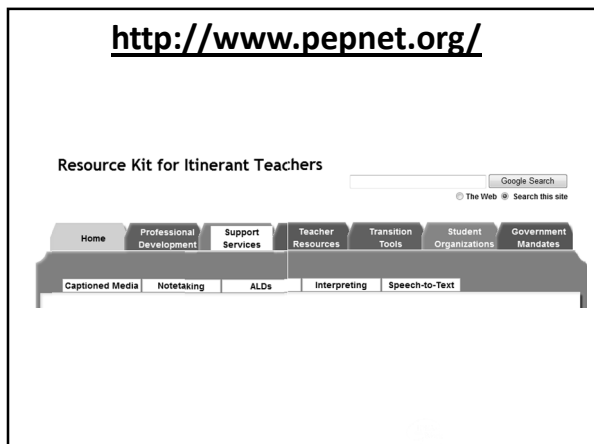 http://www.pepnet.org/
Resource Kit for Itinerant Teachers
Google Search
The Web Search this site
Home Professional Development Support Services Teacher Resources Transition Tools Student Organizations Government Mandates
Captioned Media Notetaking ALDs Interpreting Speech-to-Text